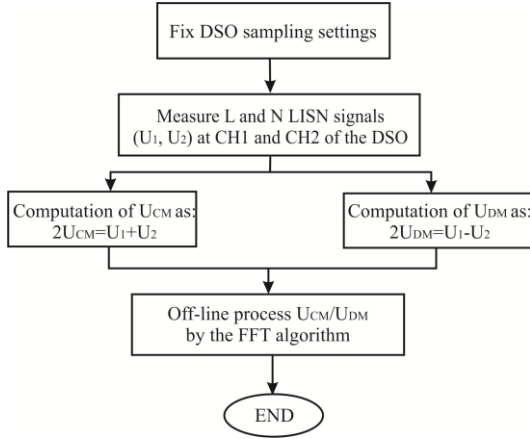 Fix DSO sampling settings
Measure L and N LISN signals
(U1, U2) at CH1 and CH2 of the DSO
Computation of UCM as:
2UCM=U1+U2
Computation of UDM as:
2UDM=U1-U2
Off-line process UCM/UDM
by the FFT algorithm
END